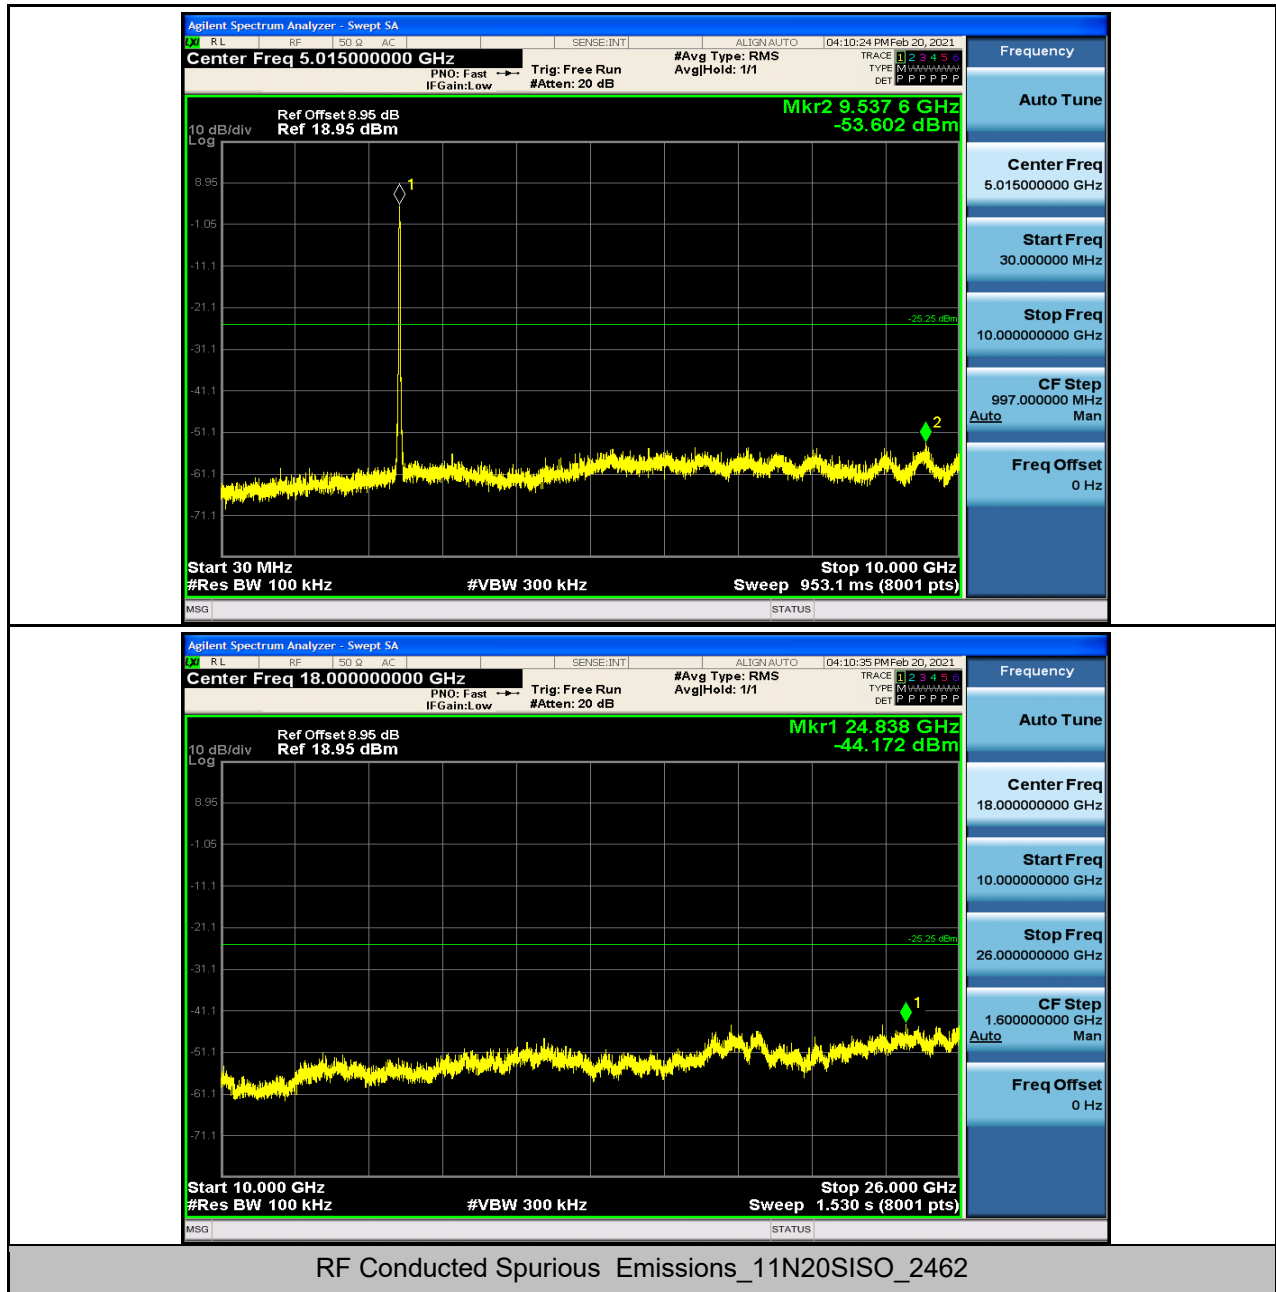 Agilent Spectrum Analyzer - Swept SA
LXI RL RF 50 Ω AC SENSE:INT ALIGN AUTO 04:10:24 PM Feb 20, 2021
Center Freq 5.015000000 GHz
PNO: Fast Trig: Free Run
IFGain:Low #Atten: 20 dB
#Avg Type: RMS
Avg|Hold: 1/1
TRACE 1 2 3 4 5 6
TYPE M
DET P P P P P P
Frequency
Auto Tune
Center Freq
5.015000000 GHz
Start Freq
30.000000 MHz
Stop Freq
10.000000000 GHz
CF Step
997.000000 MHz
Auto Man
Freq Offset
0 Hz
Mkr2 9.537 6 GHz
-53.602 dBm
Ref Offset 8.95 dB
10 dB/div Ref 18.95 dBm
Log
8.95
1
-1.05
-11.1
-21.1
-25.25 dBm
-31.1
-41.1
-51.1
2
-61.1
-71.1
Start 30 MHz Stop 10.000 GHz
#Res BW 100 kHz #VBW 300 kHz Sweep 953.1 ms (8001 pts)
MSG STATUS
Agilent Spectrum Analyzer - Swept SA
LXI RL RF 50 Ω AC SENSE:INT ALIGN AUTO 04:10:35 PM Feb 20, 2021
Center Freq 18.000000000 GHz
PNO: Fast Trig: Free Run
IFGain:Low #Atten: 20 dB
#Avg Type: RMS
Avg|Hold: 1/1
TRACE 1 2 3 4 5 6
TYPE M
DET P P P P P P
Frequency
Auto Tune
Center Freq
18.000000000 GHz
Start Freq
10.000000000 GHz
Stop Freq
26.000000000 GHz
CF Step
1.600000000 GHz
Auto Man
Freq Offset
0 Hz
Mkr1 24.838 GHz
-44.172 dBm
Ref Offset 8.95 dB
10 dB/div Ref 18.95 dBm
Log
8.95
-1.05
-11.1
-21.1
-25.25 dBm
-31.1
-41.1
1
-51.1
-61.1
-71.1
Start 10.000 GHz Stop 26.000 GHz
#Res BW 100 kHz #VBW 300 kHz Sweep 1.530 s (8001 pts)
MSG STATUS
RF Conducted Spurious Emissions_11N20SISO_2462